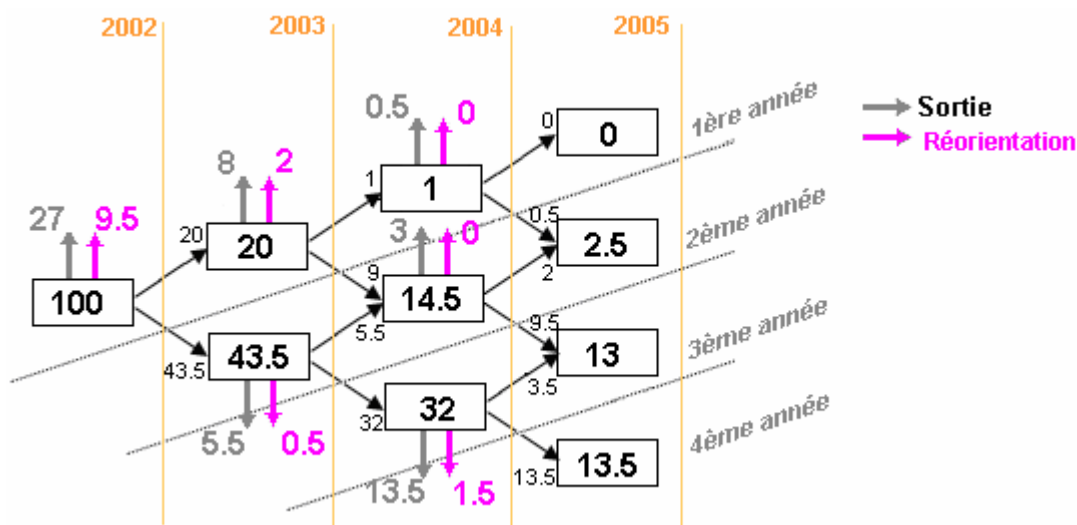 2002 2003 2004 2005
0.5 0 0
0
1ère année
Sortie
Réorientation
8 2 1 1
27 9.5 20 20 3 0 0.5 2.5 2ème année
9 2
100 14.5
5.5 9.5
43.5 43.5 13 3ème année
3.5
5.5 0.5 32 32
13.5 1.5 13.5 13.5 4ème année